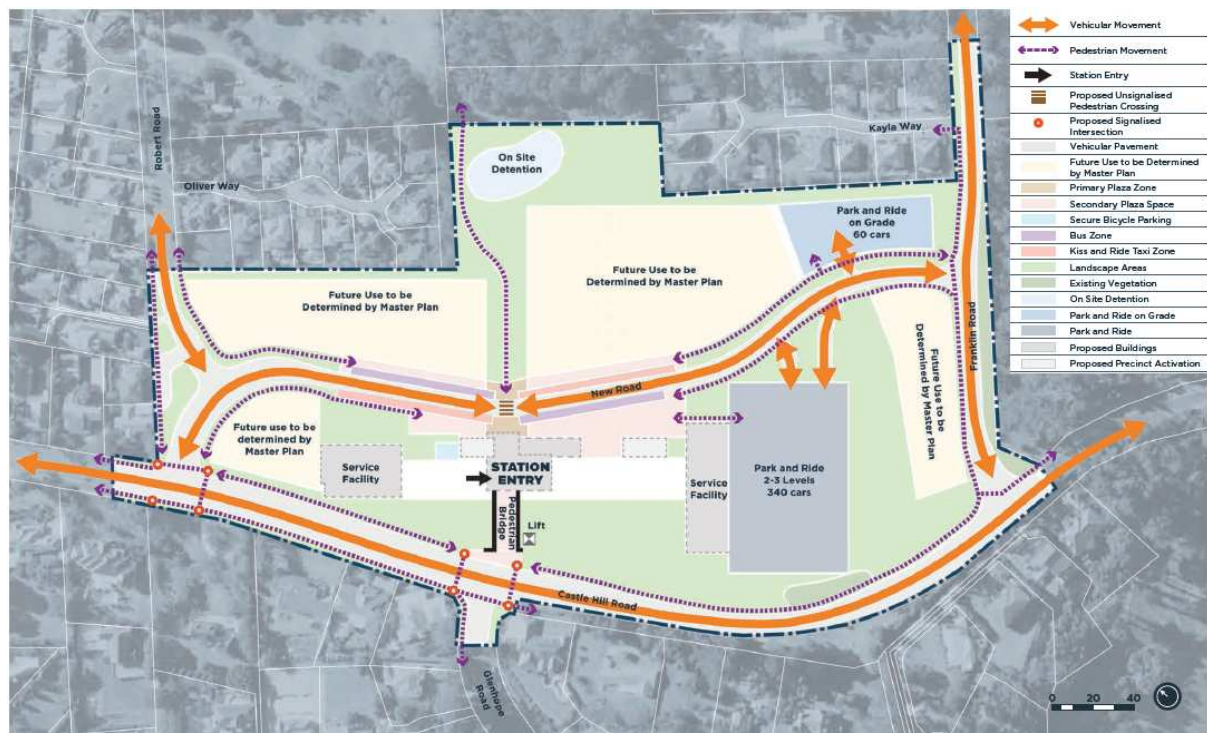 Vehicular Movement
Pedestrian Movement
Station Entry
Proposed Unsignalised
Pedestrian Crossing
Proposed Signalised
Intersection
Vehicular Pavement
Future Use to be Determined
by Master Plan
Primary Plaza Zone
Secondary Plaza Space
Secure Bicycle Parking
Bus Zone
Kiss and Ride Taxi Zone
Landscape Areas
Existing Vegetation
On Site Detention
Park and Ride on Grade
Park and Ride
Proposed Buildings
Proposed Precinct Activation
Robert Road
Oliver Way
On Site
Detention
Kayla Way
Park and Ride
on Grade
60 cars
Future Use to be
Determined by Master Plan
Future Use to be
Determined by Master Plan
Franklin Road
Future Use to be
Determined by
Master Plan
New Road
Future use to be
determined by
Master Plan
Service
Facility
STATION
ENTRY
Service
Facility
Park and Ride
2-3 Levels
340 cars
Pedestrian
Bridge
Lift
Castle Hill Road
Glenhope
Road
0 20 40